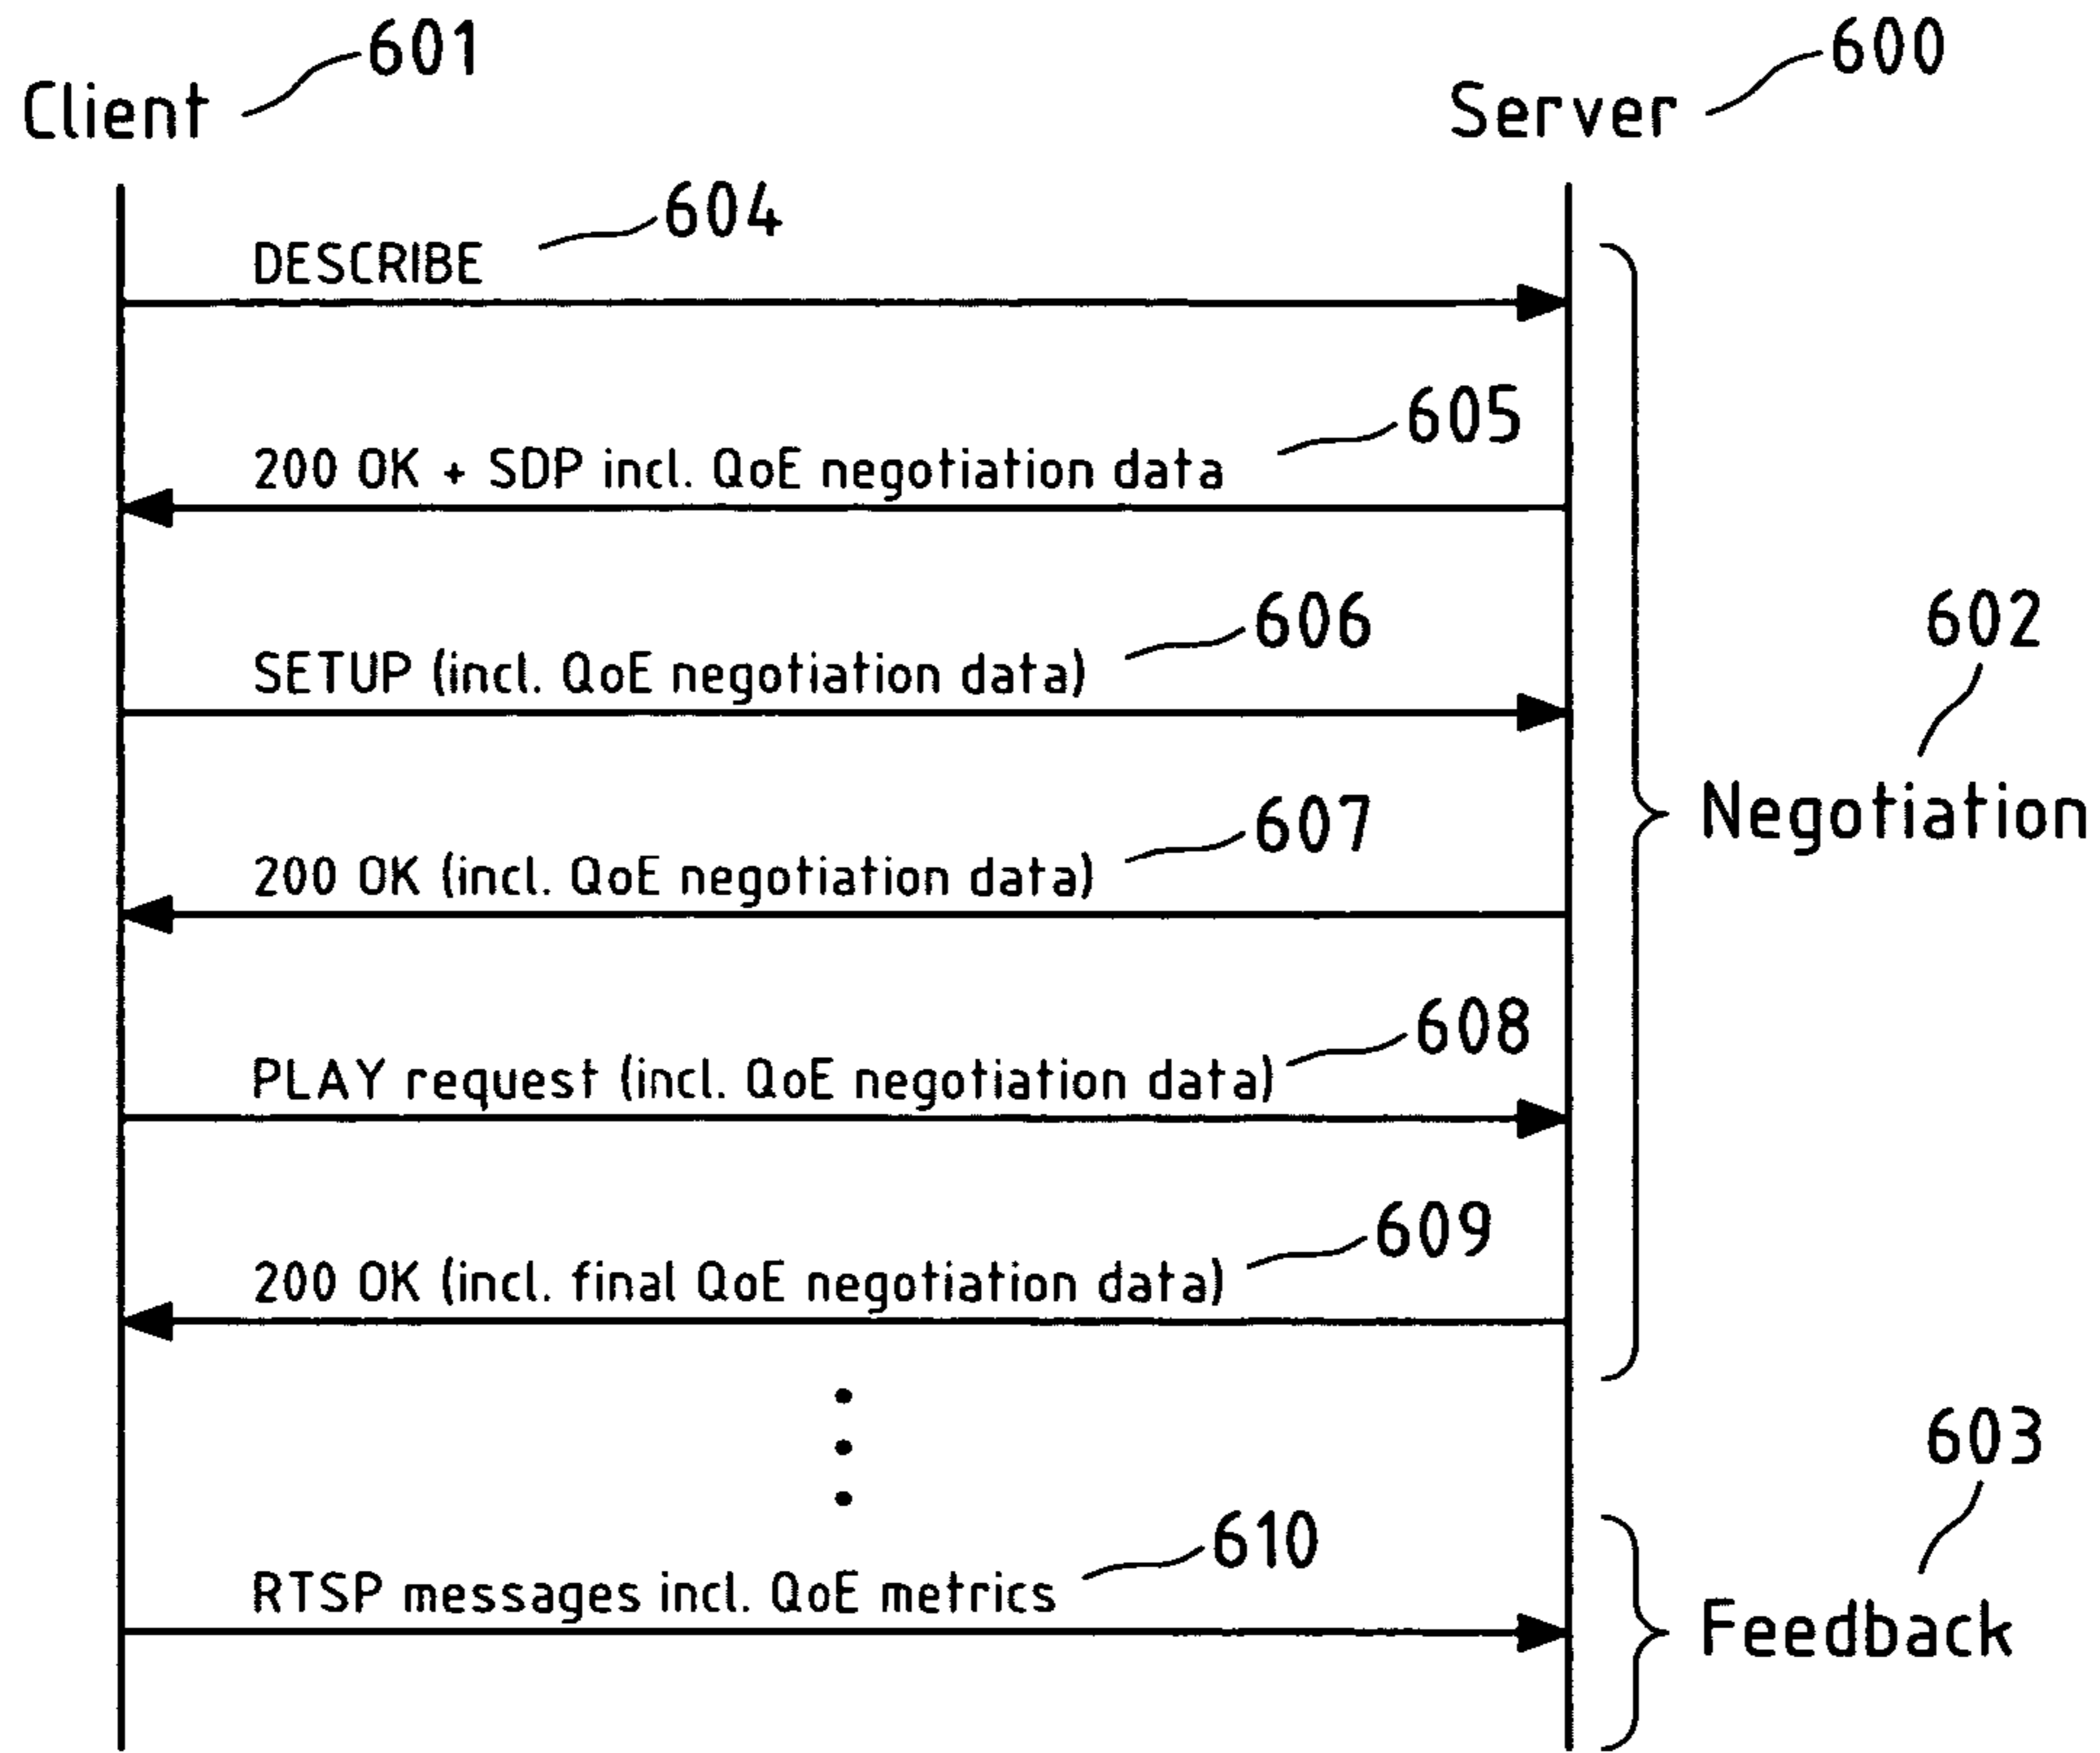 601
600
Client
Server
604
DESCRIBE
605
200 OK + SDP incl. QoE negotiation data
606
602
SETUP (incl. QoE negotiation data)
607
Negotiation
200 OK (incl. QoE negotiation data)
608
PLAY request (incl. QoE negotiation data)
609
200 OK (incl. final QoE negotiation data)
603
610
RTSP messages incl. QoE metrics
Feedback